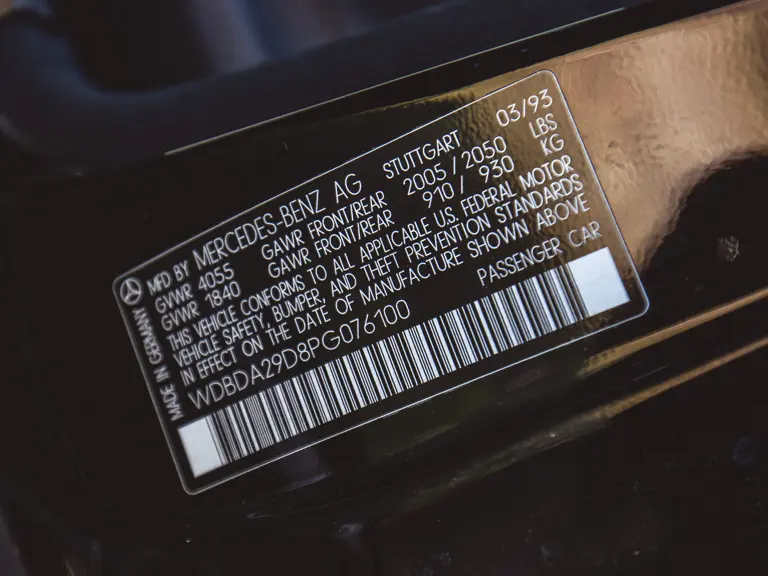 MFD BY MERCEDES-BENZ AG STUTTGART 03/93
GVWR 4055 GAWR FRONT/REAR 2005 / 2050 LBS
GVWR 1840 GAWR FRONT/REAR 910 / 930 KG
THIS VEHICLE CONFORMS TO ALL APPLICABLE U.S. FEDERAL MOTOR
VEHICLE SAFETY, BUMPER, AND THEFT PREVENTION STANDARDS
IN EFFECT ON THE DATE OF MANUFACTURE SHOWN ABOVE
WDBDA29D8PG076100 PASSENGER CAR
MADE IN GERMANY